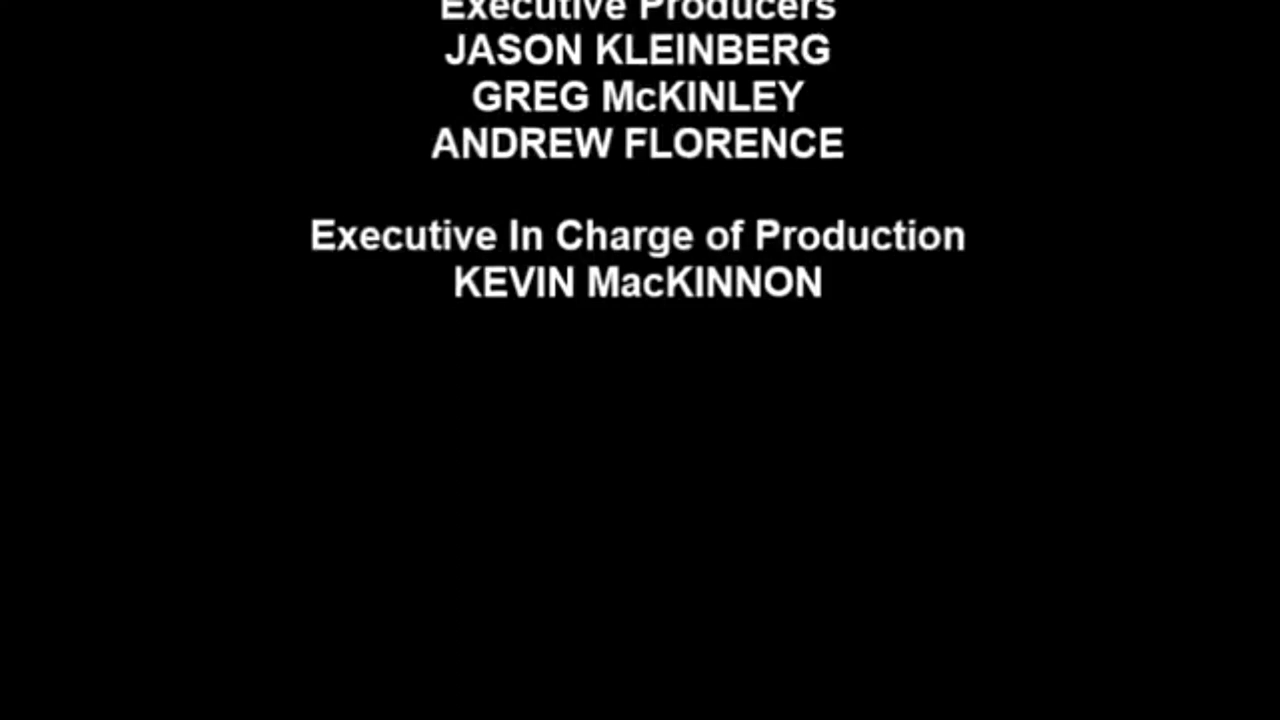 Executive Producers
JASON KLEINBERG
GREG McKINLEY
ANDREW FLORENCE
Executive In Charge of Production
KEVIN MacKINNON